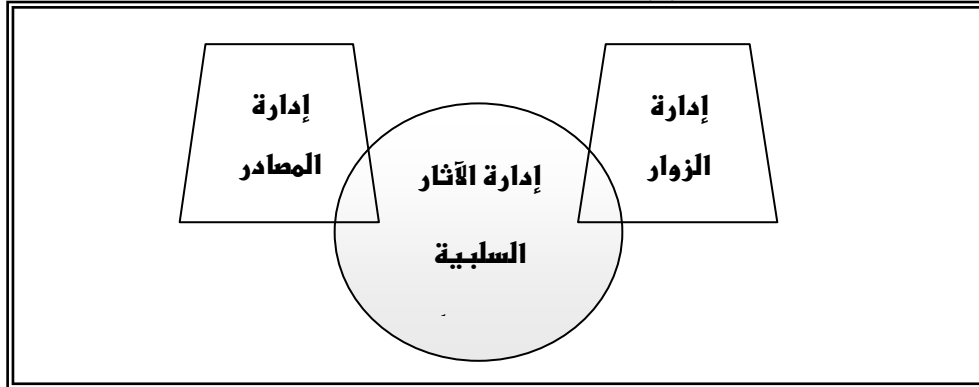 إدارة
الزوار
إدارة
المصادر
إدارة الآثار
السلبية